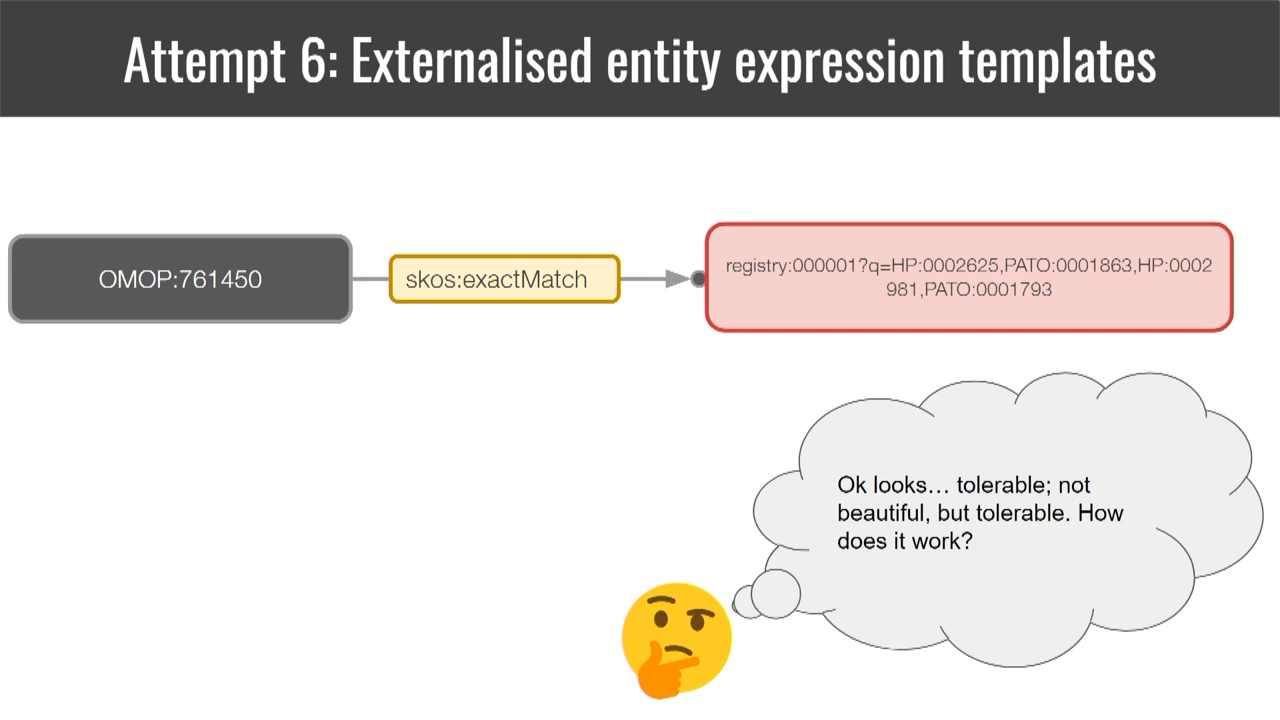 Attempt 6: Externalised entity expression templates
OMOP:761450
skos:exactMatch
registry:000001?q=HP:0002625,PATO:0001863,HP:0002
981,PATO:0001793
Ok looks… tolerable; not
beautiful, but tolerable. How
does it work?